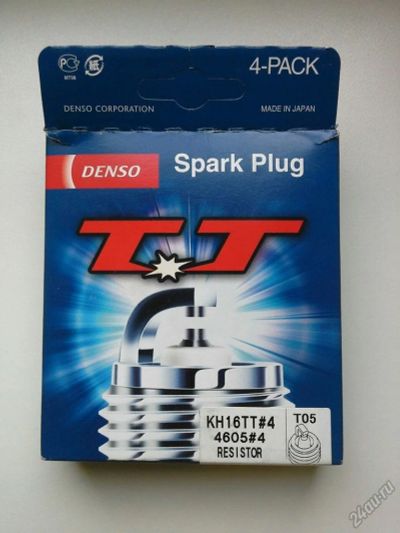 4-PACK
DENSO CORPORATION
MADE IN JAPAN
DENSO
Spark Plug
TT
KH16TT#4
T05
4605#4
RESISTOR
24au.ru